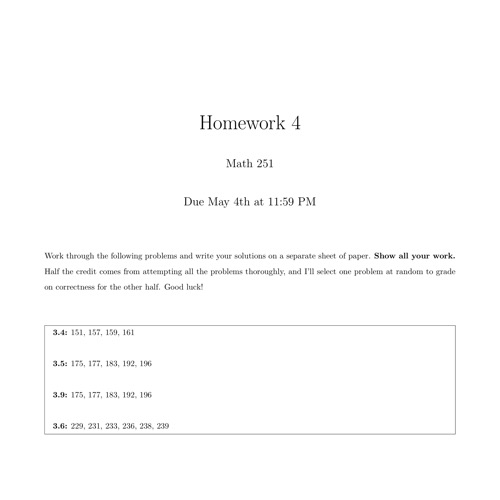 Homework 4
Math 251
Due May 4th at 11:59 PM
Work through the following problems and write your solutions on a separate sheet of paper. Show all your work.
Half the credit comes from attempting all the problems thoroughly, and I'll select one problem at random to grade
on correctness for the other half. Good luck!
3.4: 151, 157, 159, 161
3.5: 175, 177, 183, 192, 196
3.9: 175, 177, 183, 192, 196
3.6: 229, 231, 233, 236, 238, 239